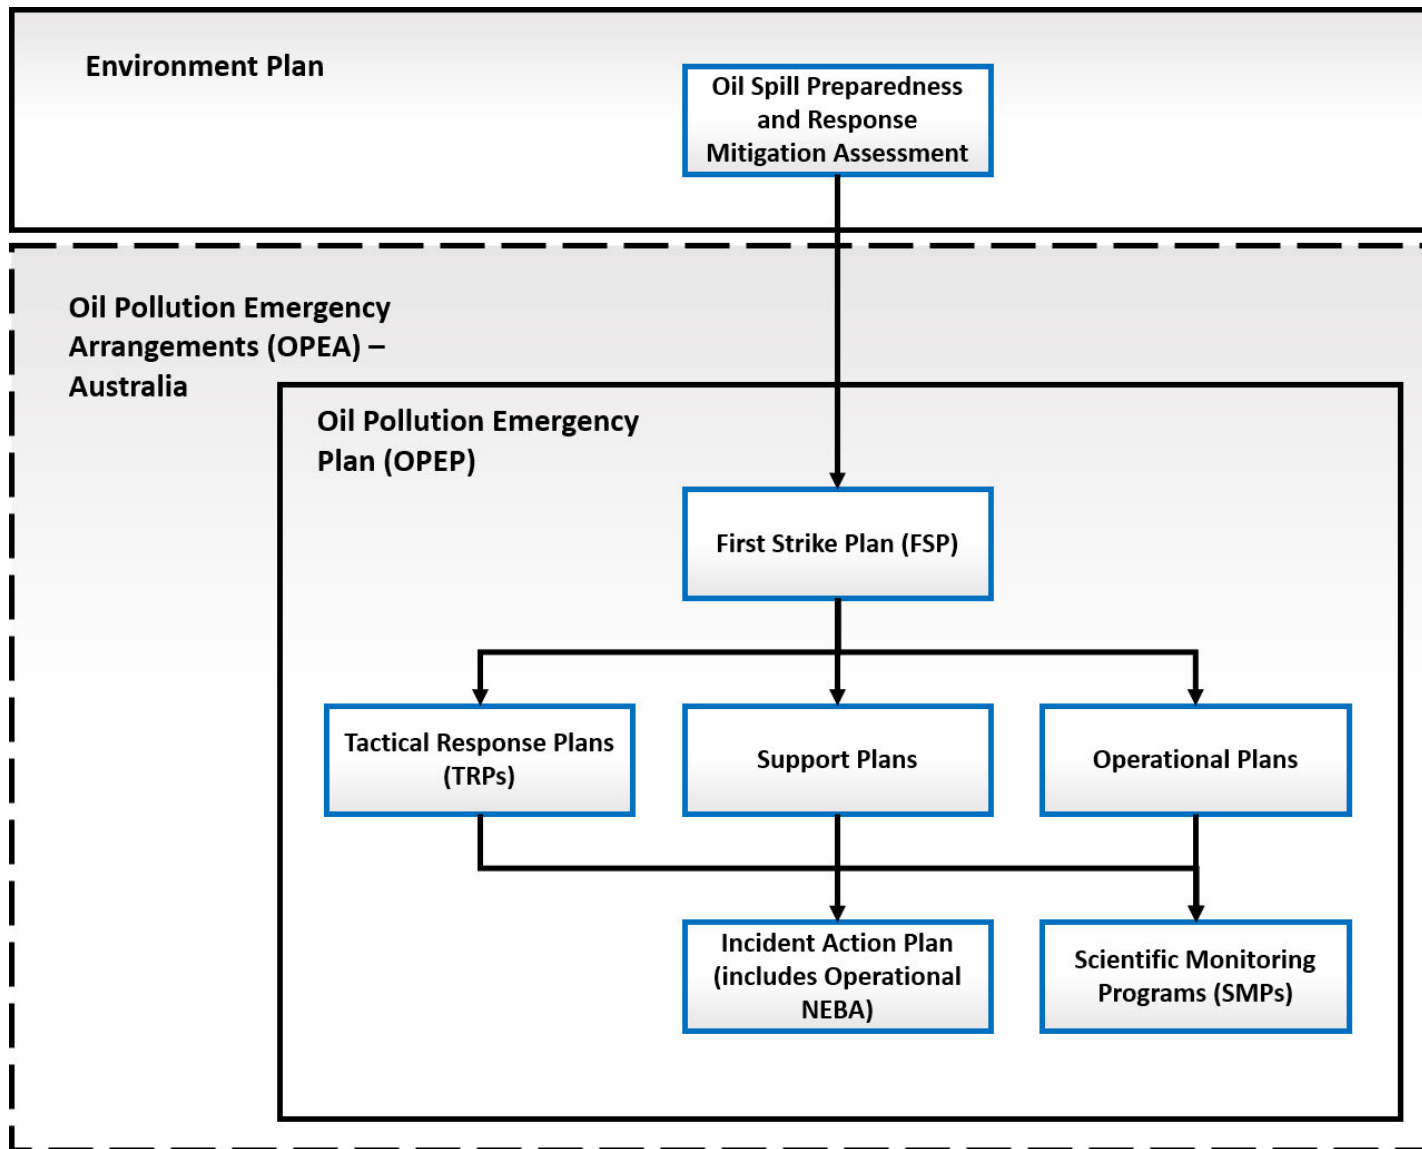 Environment Plan
Oil Spill Preparedness
and Response
Mitigation Assessment
Oil Pollution Emergency
Arrangements (OPEA) –
Australia
Oil Pollution Emergency
Plan (OPEP)
First Strike Plan (FSP)
Tactical Response Plans
(TRPs)
Support Plans
Operational Plans
Incident Action Plan
(includes Operational
NEBA)
Scientific Monitoring
Programs (SMPs)